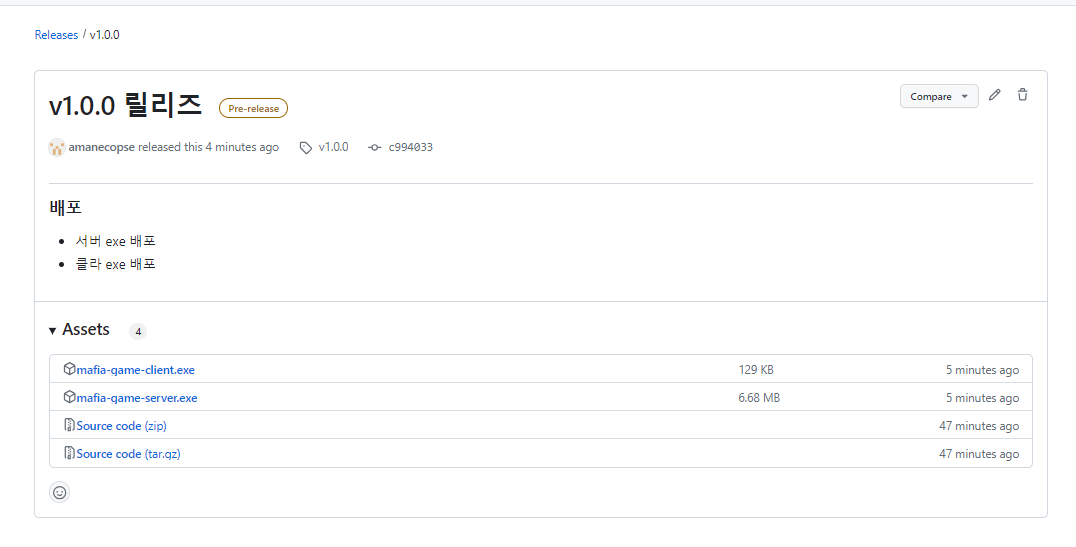 Releases / v1.0.0
v1.0.0 릴리즈 Pre-release Compare
amanecopse released this 4 minutes ago v1.0.0 c994033
배포
서버 exe 배포
클라 exe 배포
Assets 4
mafia-game-client.exe 129 KB 5 minutes ago
mafia-game-server.exe 6.68 MB 5 minutes ago
Source code (zip) 47 minutes ago
Source code (tar.gz) 47 minutes ago